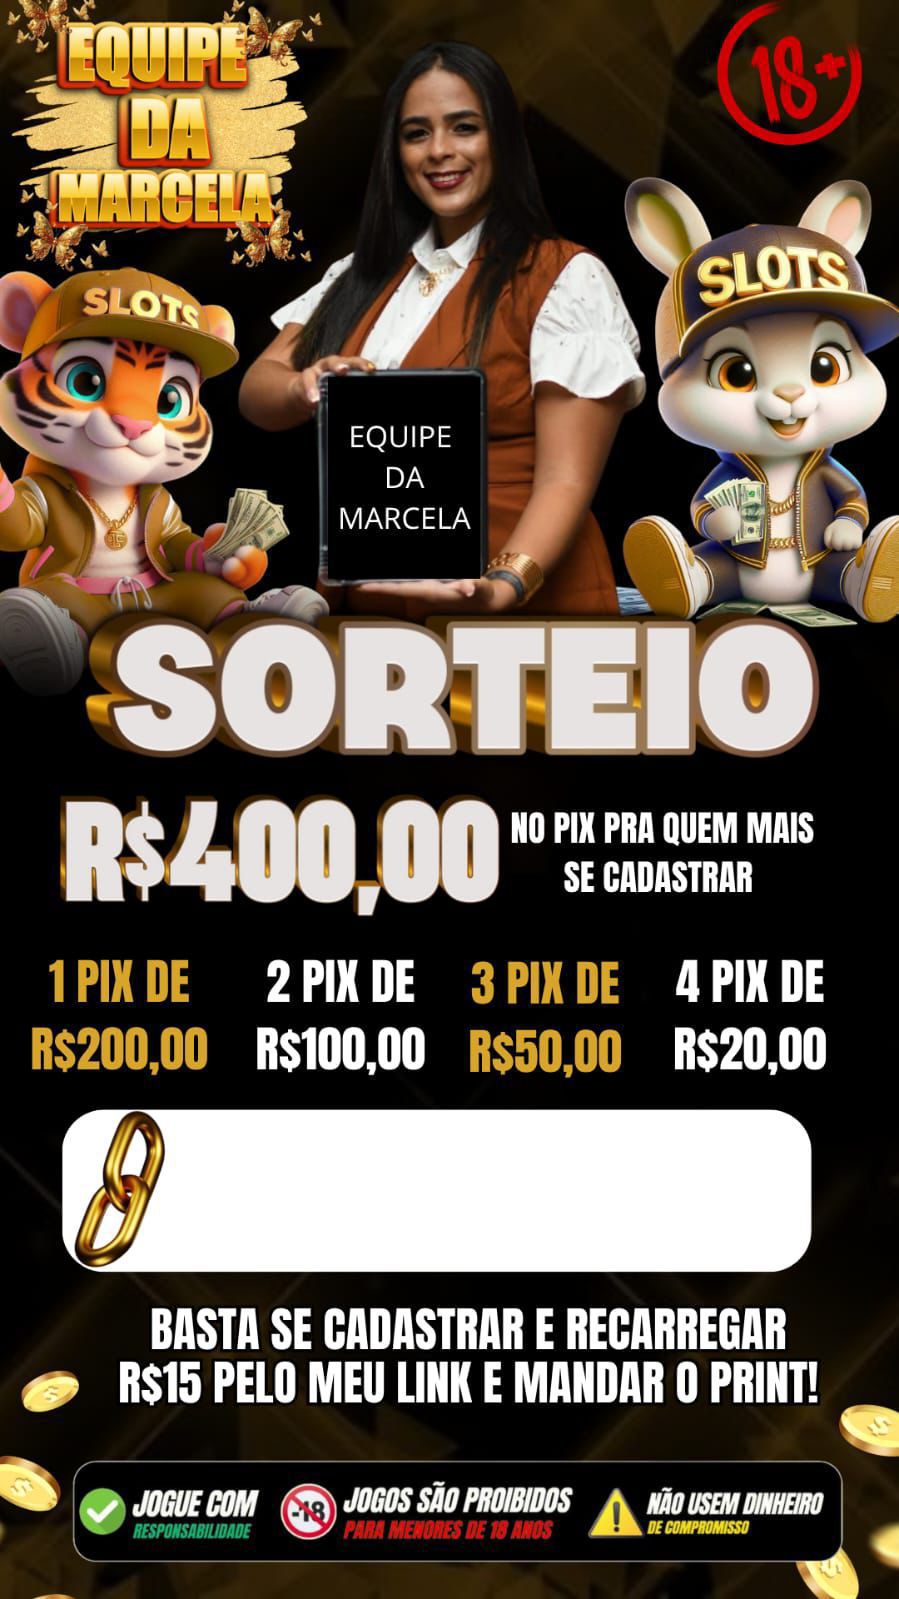 EQUIPE
DA
MARCELA
18+
SLOTS
SLOTS
EQUIPE
DA
MARCELA
SORTEIO
R$400,00
NO PIX PRA QUEM MAIS
SE CADASTRAR
1 PIX DE
R$200,00
2 PIX DE
R$100,00
3 PIX DE
R$50,00
4 PIX DE
R$20,00
BASTA SE CADASTRAR E RECARREGAR
R$15 PELO MEU LINK E MANDAR O PRINT!
JOGUE COM
RESPONSABILIDADE
-18
JOGOS SÃO PROIBIDOS
PARA MENORES DE 18 ANOS
NÃO USEM DINHEIRO
DE COMPROMISSO